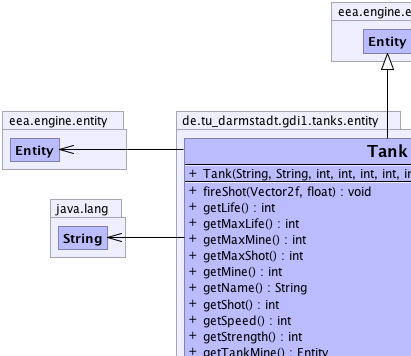 eea.engine.e
Entity
eea.engine.entity
Entity
de.tu_darmstadt.gdi1.tanks.entity
Tank
+ Tank(String, String, int, int, int, int, in
+ fireShot(Vector2f, float) : void
+ getLife() : int
+ getMaxLife() : int
+ getMaxMine() : int
+ getMaxShot() : int
+ getMine() : int
+ getName() : String
+ getShot() : int
+ getSpeed() : int
+ getStrength() : int
+ getTankMine() : Entity
java.lang
String